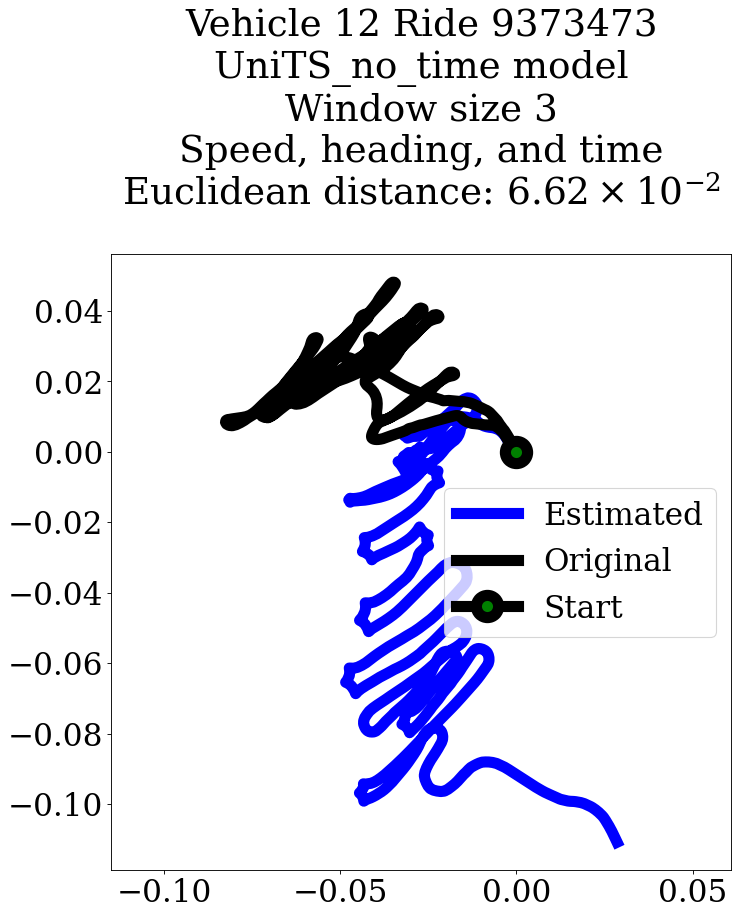 Vehicle 12 Ride 9373473
UniTS_no_time model
Window size 3
Speed, heading, and time
Euclidean distance: 6.62 × 10⁻²
0.04
0.02
0.00
−0.02
−0.04
−0.06
−0.08
−0.10
Estimated
Original
Start
−0.10 −0.05 0.00 0.05